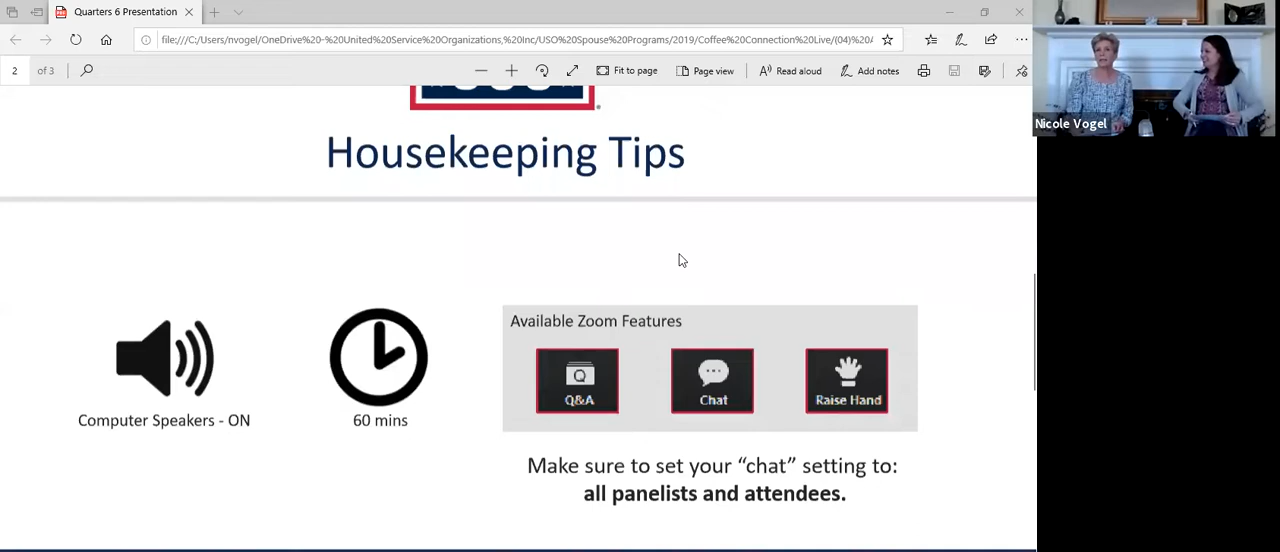 Quarters 6 Presentation
file:///C:/Users/nvogel/OneDrive%20-%20United%20Service%20Organizations,%20Inc/USO%20Spouse%20Programs/2019/Coffee%20Connection%20Live/(04)%20A
2 of 3
Fit to page
Page view
Read aloud
Add notes
Nicole Vogel
Housekeeping Tips
Available Zoom Features
Q
Q&A
Chat
Raise Hand
Computer Speakers - ON
60 mins
Make sure to set your “chat” setting to:
all panelists and attendees.